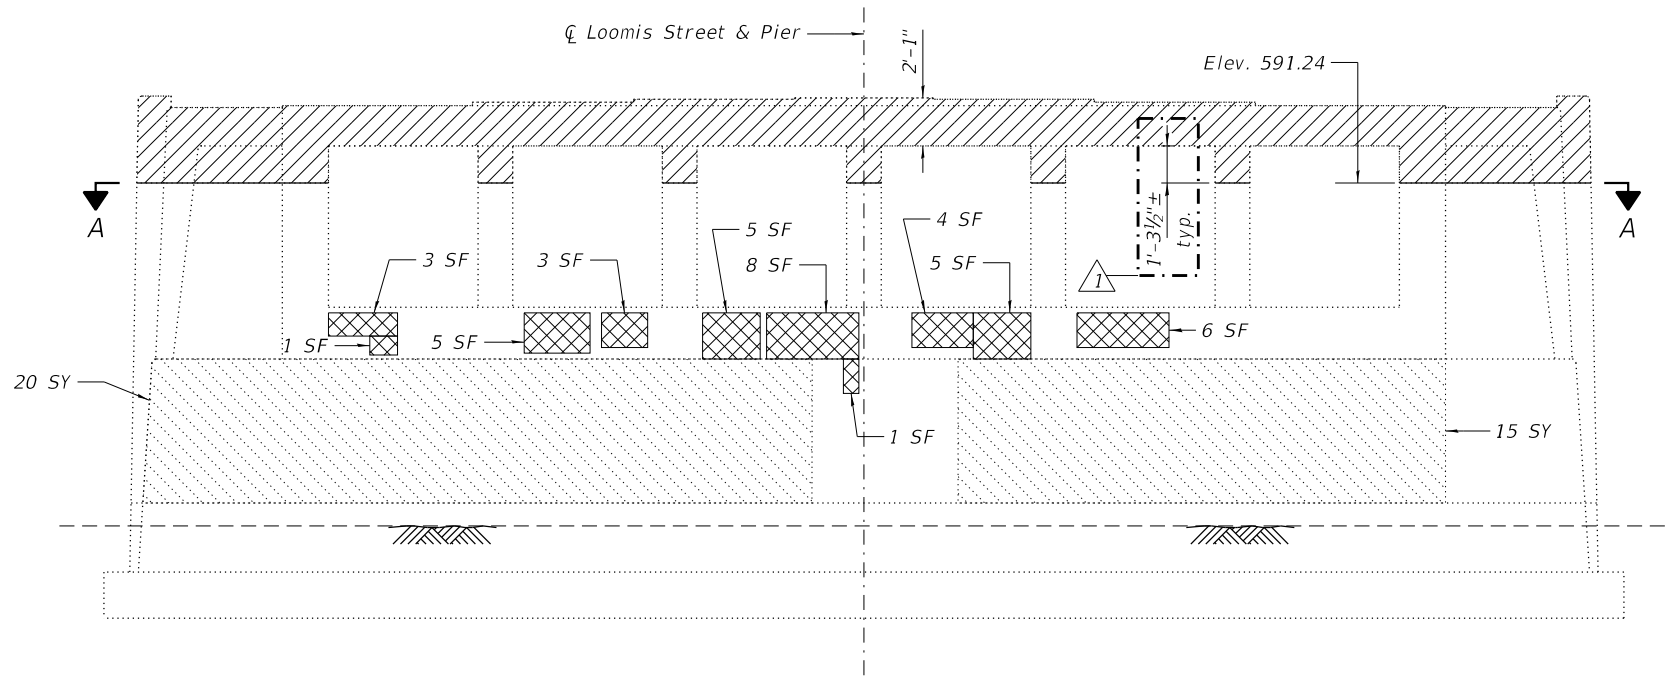 ℄ Loomis Street & Pier
2'-1"
Elev. 591.24
A
A
1'-3½"±
typ.
1
4 SF
5 SF
8 SF
5 SF
3 SF
3 SF
1 SF
5 SF
6 SF
20 SY
1 SF
15 SY